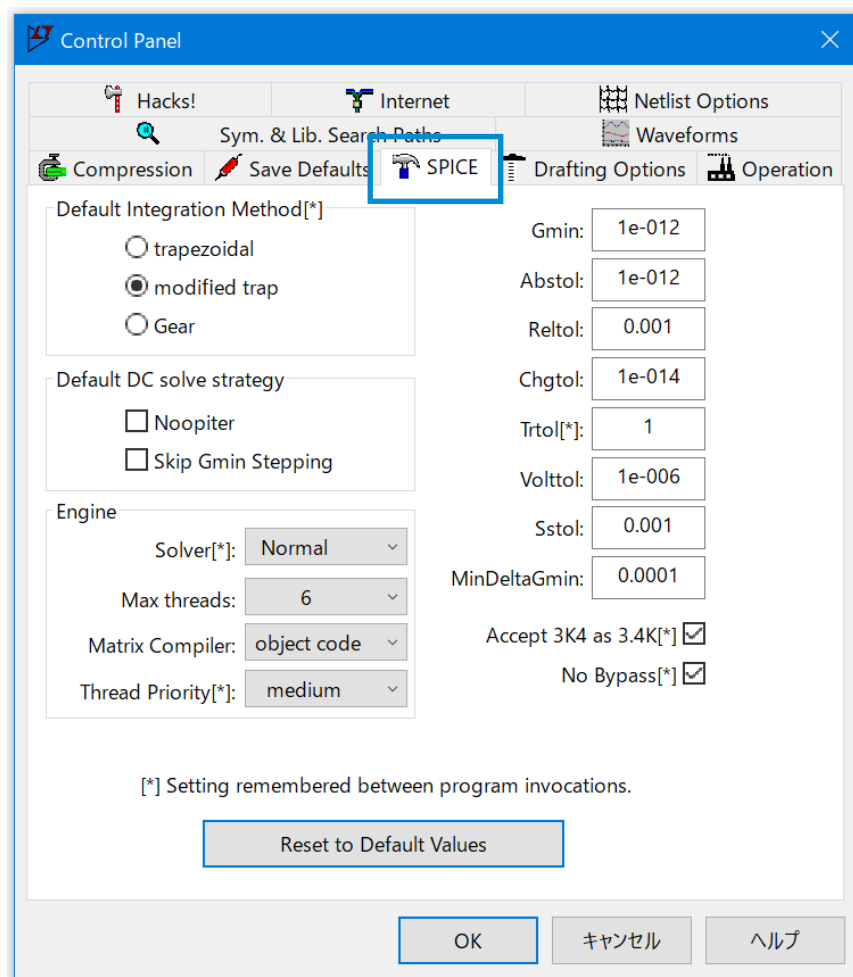 Control Panel
Hacks! Internet Netlist Options
Sym. & Lib. Search Paths Waveforms
Compression Save Defaults SPICE Drafting Options Operation
Default Integration Method[*]
trapezoidal
modified trap
Gear
Default DC solve strategy
Noopiter
Skip Gmin Stepping
Engine
Solver[*]: Normal
Max threads: 6
Matrix Compiler: object code
Thread Priority[*]: medium
Gmin: 1e-012
Abstol: 1e-012
Reltol: 0.001
Chgtol: 1e-014
Trtol[*]: 1
Volttol: 1e-006
Sstol: 0.001
MinDeltaGmin: 0.0001
Accept 3K4 as 3.4K[*]
No Bypass[*]
[*] Setting remembered between program invocations.
Reset to Default Values
OK キャンセル ヘルプ